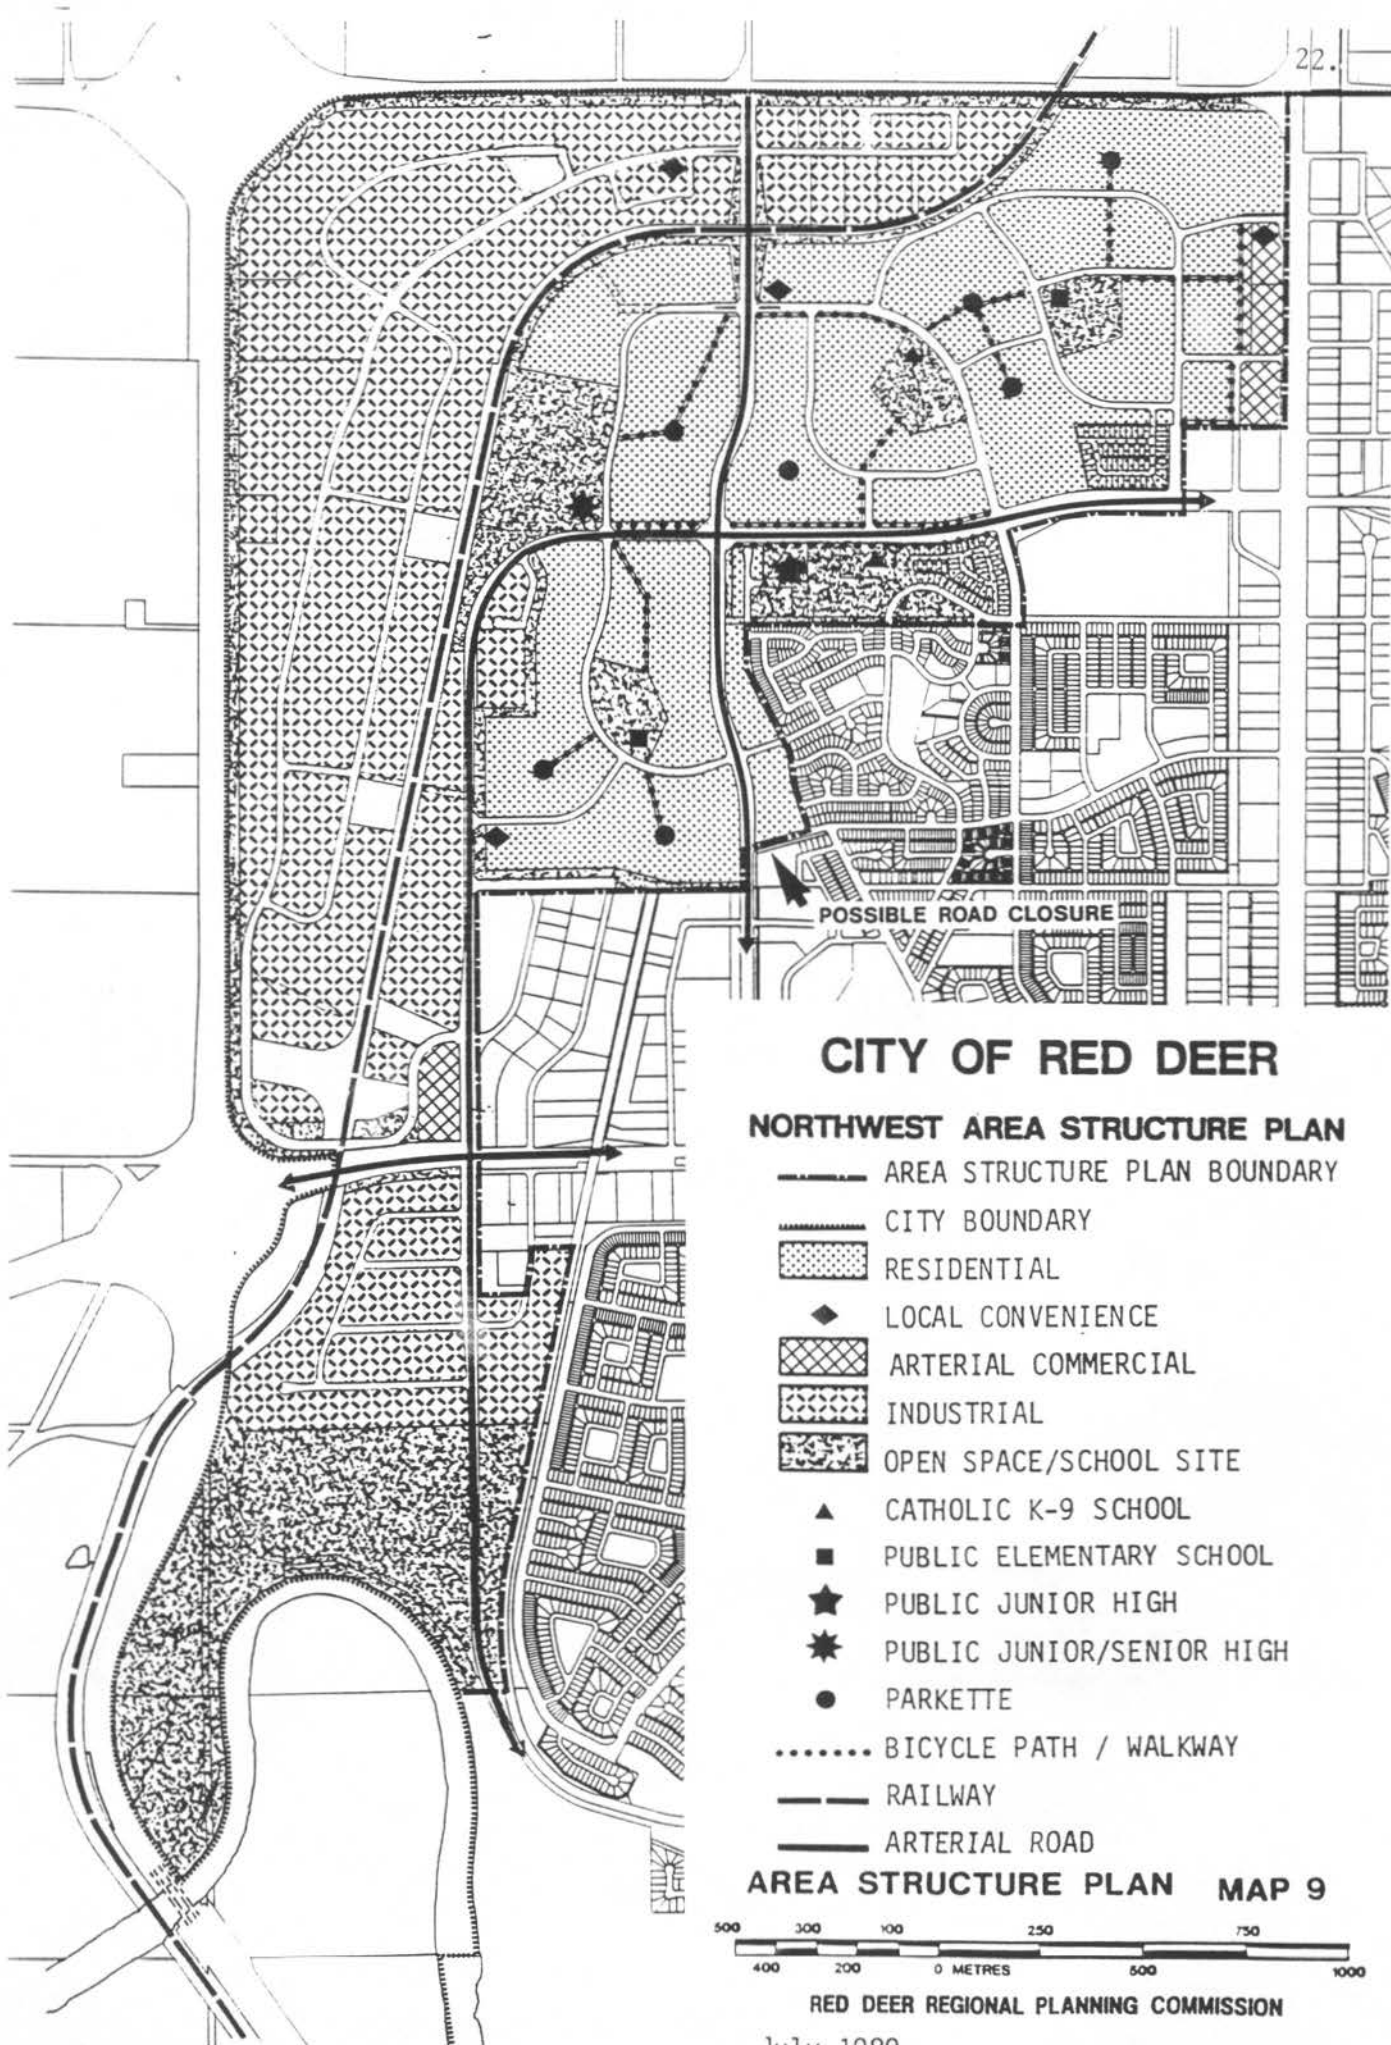 22.
POSSIBLE ROAD CLOSURE
CITY OF RED DEER
NORTHWEST AREA STRUCTURE PLAN
AREA STRUCTURE PLAN BOUNDARY
CITY BOUNDARY
RESIDENTIAL
LOCAL CONVENIENCE
ARTERIAL COMMERCIAL
INDUSTRIAL
OPEN SPACE/SCHOOL SITE
CATHOLIC K-9 SCHOOL
PUBLIC ELEMENTARY SCHOOL
PUBLIC JUNIOR HIGH
PUBLIC JUNIOR/SENIOR HIGH
PARKETTE
BICYCLE PATH / WALKWAY
RAILWAY
ARTERIAL ROAD
AREA STRUCTURE PLAN MAP 9
500 300 100 250 750
400 200 0 METRES 500 1000
RED DEER REGIONAL PLANNING COMMISSION